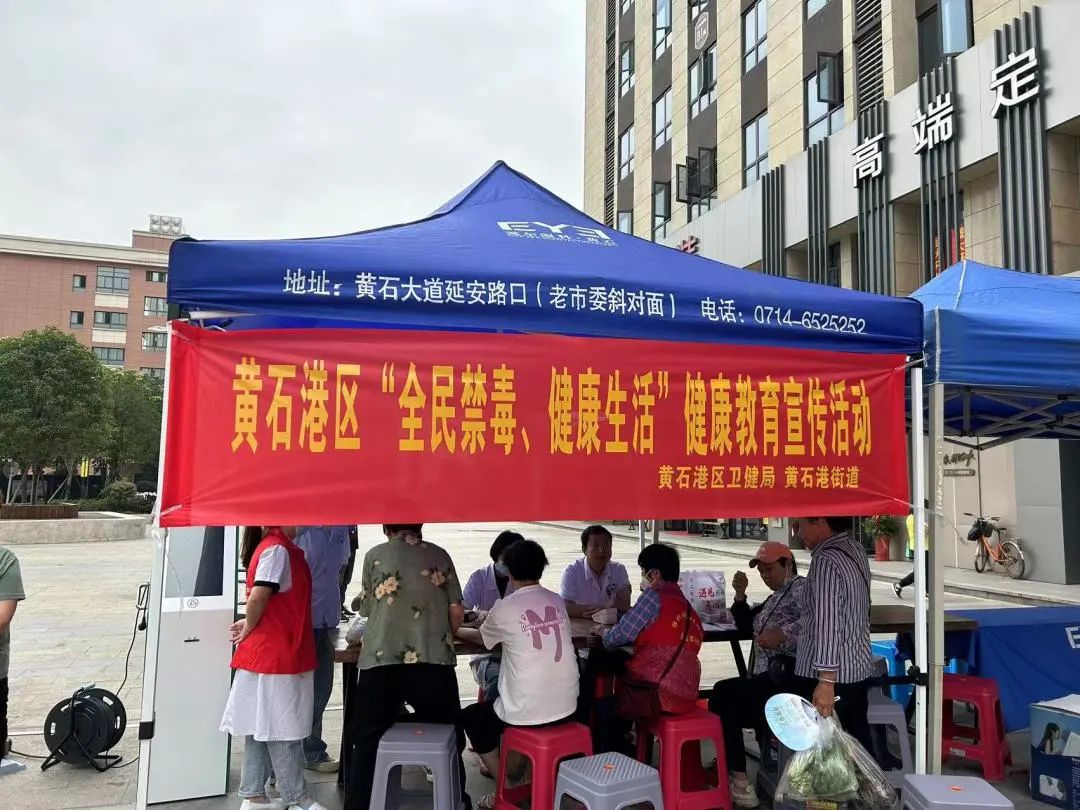 高端定
EYE
地址：黄石大道延安路口（老市委斜对面） 电话：0714-6525252
黄石港区“全民禁毒、健康生活”健康教育宣传活动
黄石港区卫健局 黄石港街道
遇见